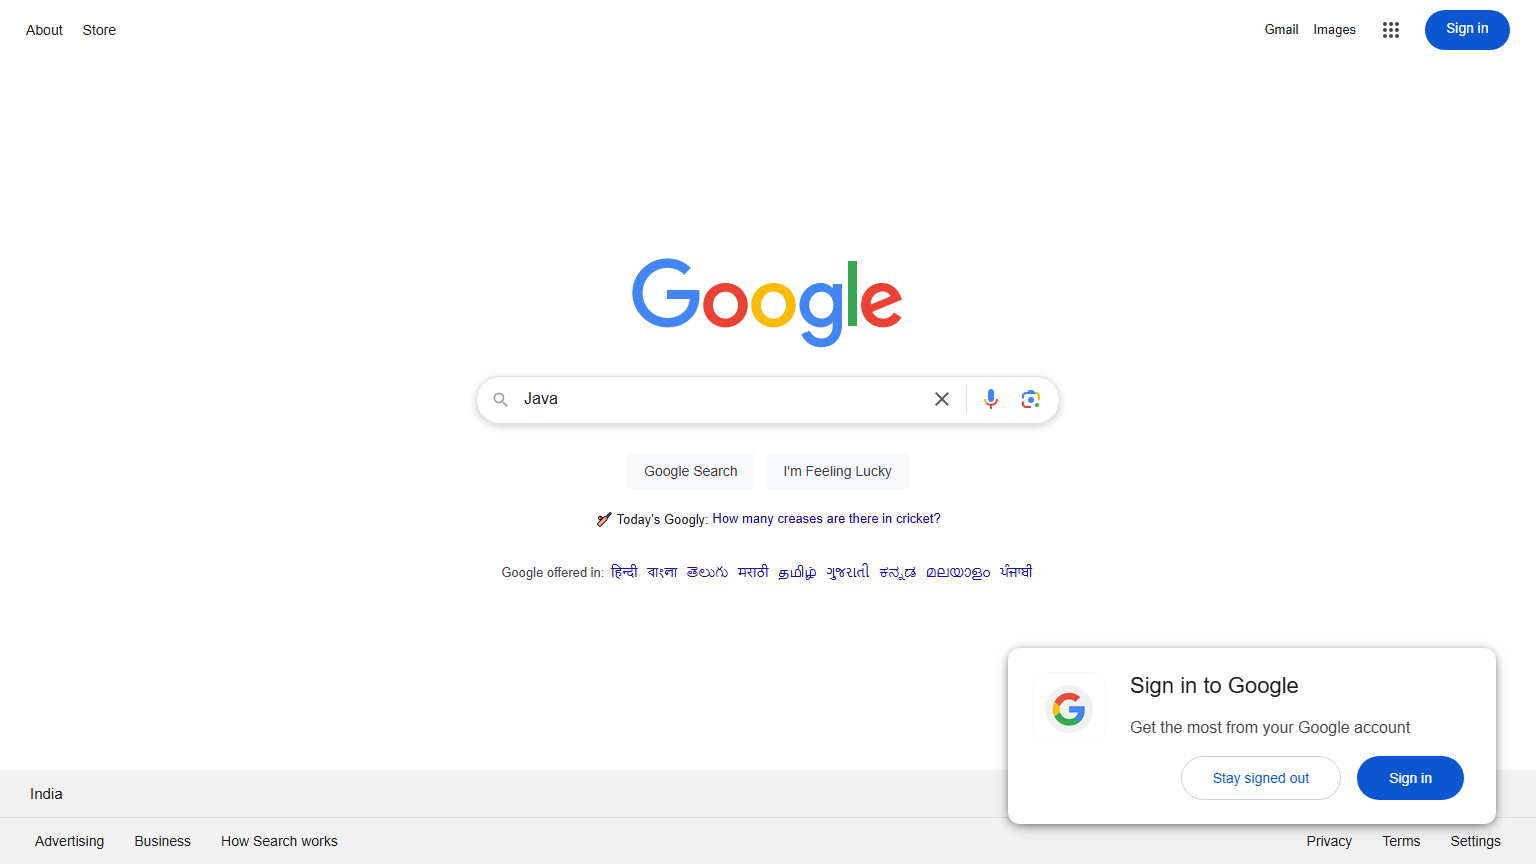 About Store
Gmail Images Sign in
Google
Java
Google Search I'm Feeling Lucky
Today's Googly: How many creases are there in cricket?
Google offered in: हिन्दी বাংলা తెలుగు मराठी தமிழ் ગુજરાતી ಕನ್ನಡ മലയാളം ਪੰਜਾਬੀ
Sign in to Google
Get the most from your Google account
Stay signed out Sign in
India
Advertising Business How Search works
Privacy Terms Settings